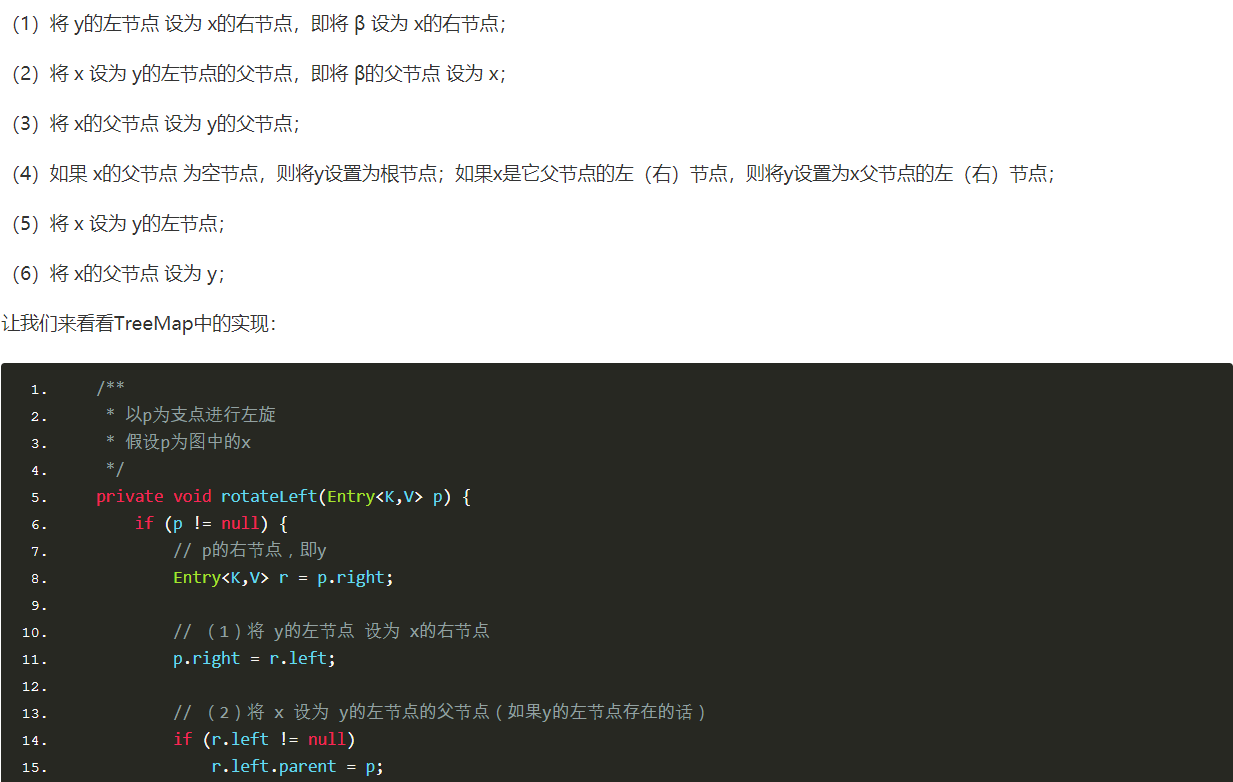 （1）将 y的左节点 设为 x的右节点，即将 β 设为 x的右节点；
（2）将 x 设为 y的左节点的父节点，即将 β的父节点 设为 x；
（3）将 x的父节点 设为 y的父节点；
（4）如果 x的父节点 为空节点，则将y设置为根节点；如果x是它父节点的左（右）节点，则将y设置为x父节点的左（右）节点；
（5）将 x 设为 y的左节点；
（6）将 x的父节点 设为 y；
让我们来看看TreeMap中的实现：
1. /**
2. * 以p为支点进行左旋
3. * 假设p为图中的x
4. */
5. private void rotateLeft(Entry<K,V> p) {
6. if (p != null) {
7. // p的右节点，即y
8. Entry<K,V> r = p.right;
9.
10. // （1）将 y的左节点 设为 x的右节点
11. p.right = r.left;
12.
13. // （2）将 x 设为 y的左节点的父节点（如果y的左节点存在的话）
14. if (r.left != null)
15. r.left.parent = p;